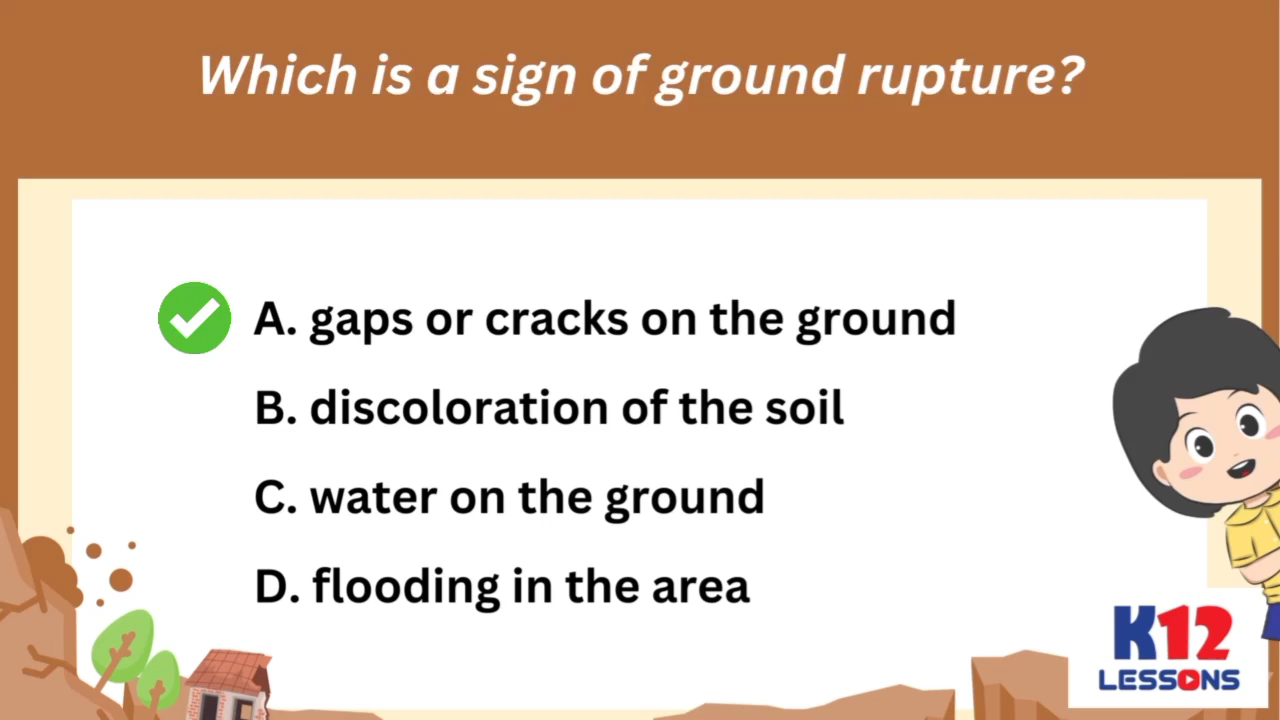 Which is a sign of ground rupture?
A. gaps or cracks on the ground
B. discoloration of the soil
C. water on the ground
D. flooding in the area
K12
LESSONS